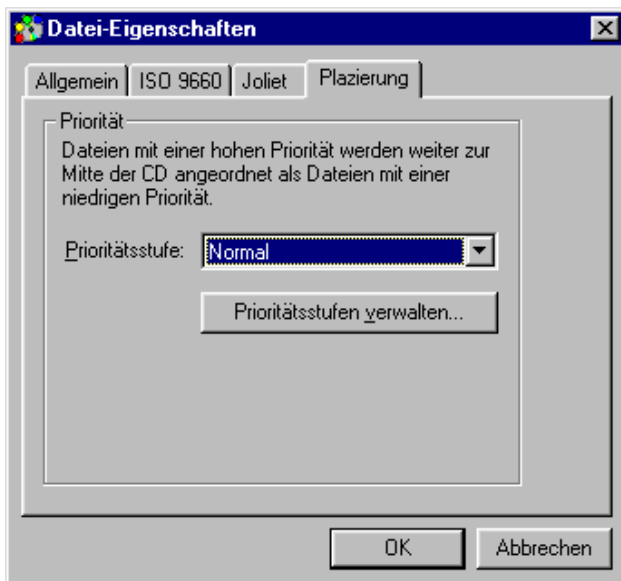 Datei-Eigenschaften
Allgemein ISO 9660 Joliet Plazierung
Priorität
Dateien mit einer hohen Priorität werden weiter zur
Mitte der CD angeordnet als Dateien mit einer
niedrigen Priorität.
Prioritätsstufe: Normal
Prioritätsstufen verwalten...
OK Abbrechen